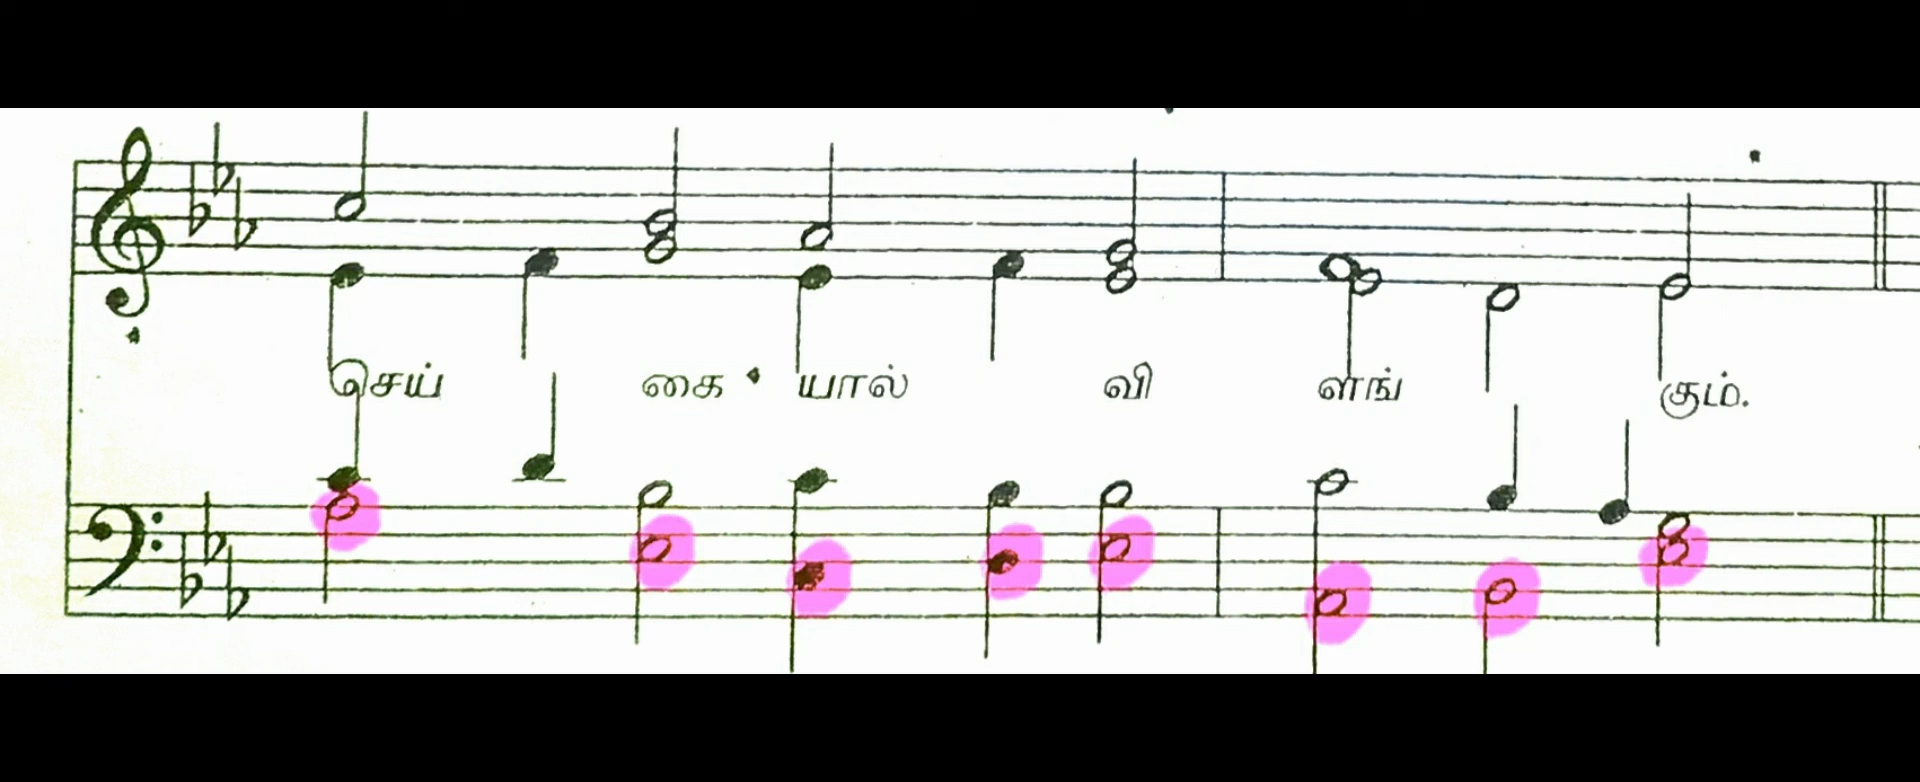 செய் கை யால் வி ளங் கும்.